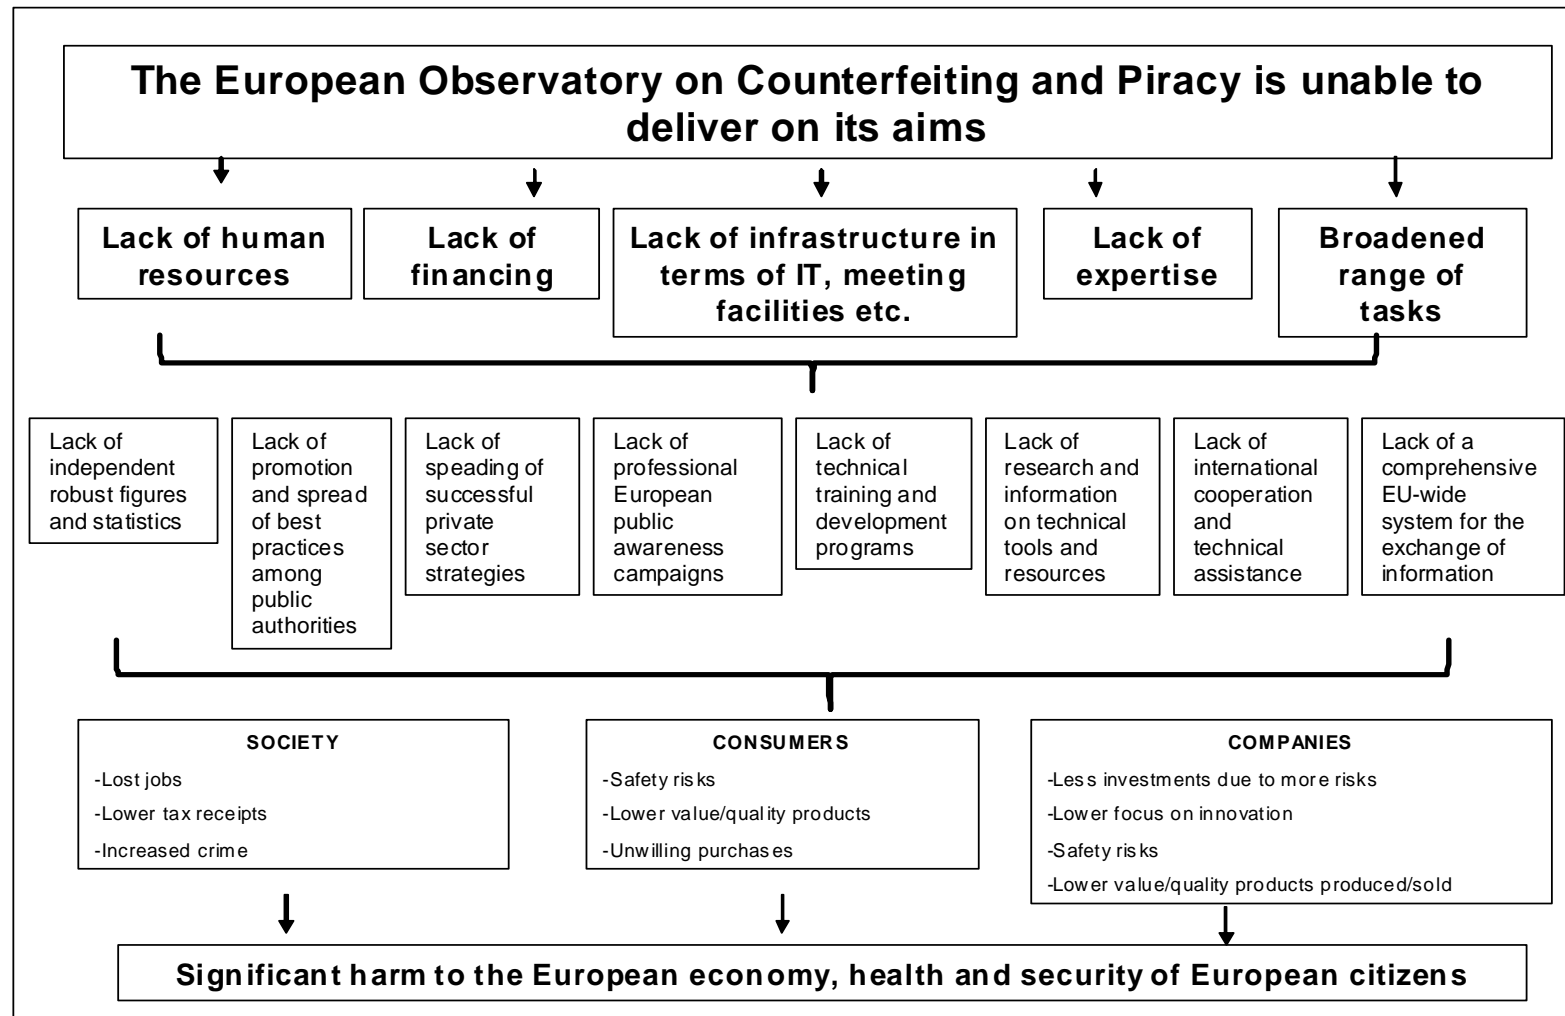 The European Observatory on Counterfeiting and Piracy is unable to
deliver on its aims
Lack of human
resources
Lack of
financing
Lack of infrastructure in
terms of IT, meeting
facilities etc.
Lack of
expertise
Broadened
range of
tasks
Lack of
independent
robust figures
and statistics
Lack of
promotion
and spread
of best
practices
among
public
authorities
Lack of
speading of
successful
private
sector
strategies
Lack of
professional
European
public
awareness
campaigns
Lack of
technical
training and
development
programs
Lack of
research and
information
on technical
tools and
resources
Lack of
international
cooperation
and
technical
assistance
Lack of a
comprehensive
EU-wide
system for the
exchange of
information
SOCIETY
-Lost jobs
-Lower tax receipts
-Increased crime
CONSUMERS
-Safety risks
-Lower value/quality products
-Unwilling purchases
COMPANIES
-Less investments due to more risks
-Lower focus on innovation
-Safety risks
-Lower value/quality products produced/sold
Significant harm to the European economy, health and security of European citizens